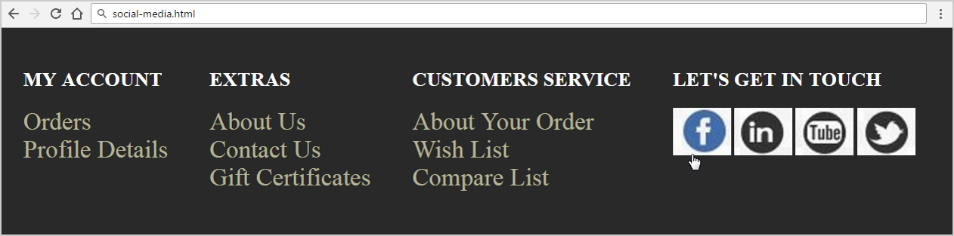 social-media.html
MY ACCOUNT
Orders
Profile Details
EXTRAS
About Us
Contact Us
Gift Certificates
CUSTOMERS SERVICE
About Your Order
Wish List
Compare List
LET'S GET IN TOUCH
f in Tube